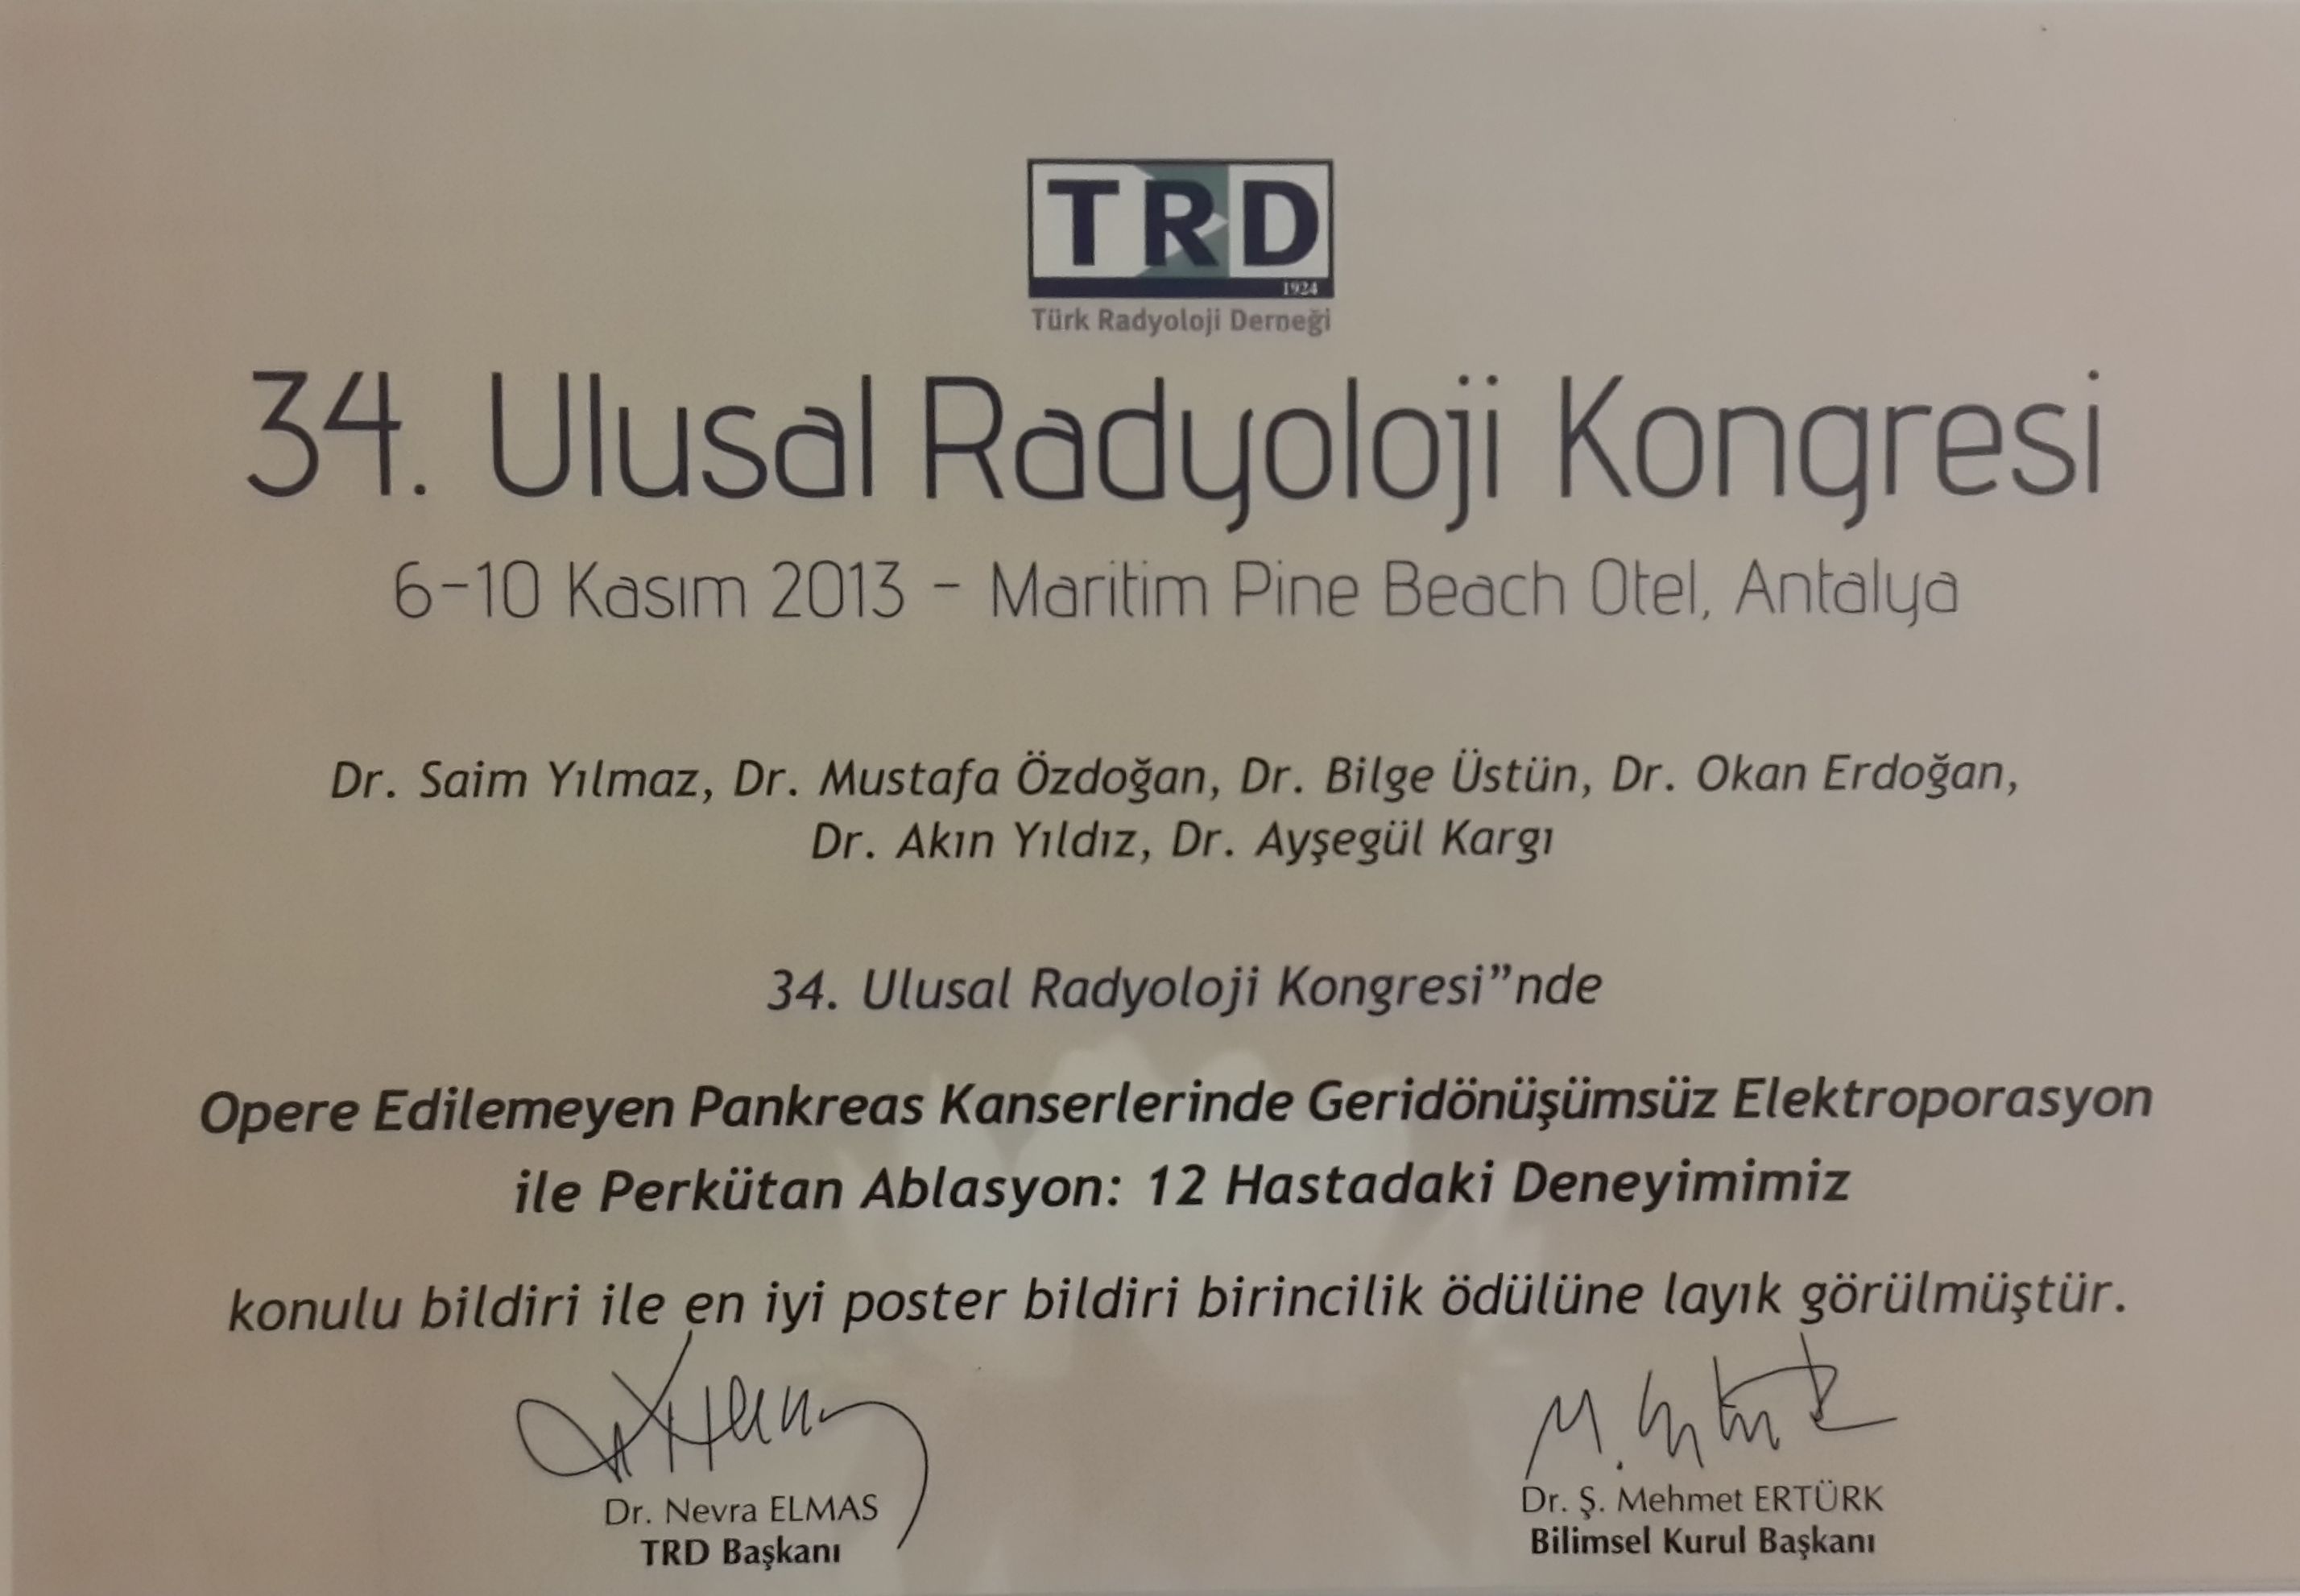 TRD
1924
Türk Radyoloji Derneği
34. Ulusal Radyoloji Kongresi
6-10 Kasım 2013 - Maritim Pine Beach Otel, Antalya
Dr. Saim Yılmaz, Dr. Mustafa Özdoğan, Dr. Bilge Üstün, Dr. Okan Erdoğan,
Dr. Akın Yıldız, Dr. Ayşegül Kargı
34. Ulusal Radyoloji Kongresi”nde
Opere Edilemeyen Pankreas Kanserlerinde Geridönüşümsüz Elektroporasyon
ile Perkütan Ablasyon: 12 Hastadaki Deneyimimiz
konulu bildiri ile en iyi poster bildiri birincilik ödülüne layık görülmüştür.
Dr. Nevra ELMAS
TRD Başkanı
Dr. Ş. Mehmet ERTÜRK
Bilimsel Kurul Başkanı